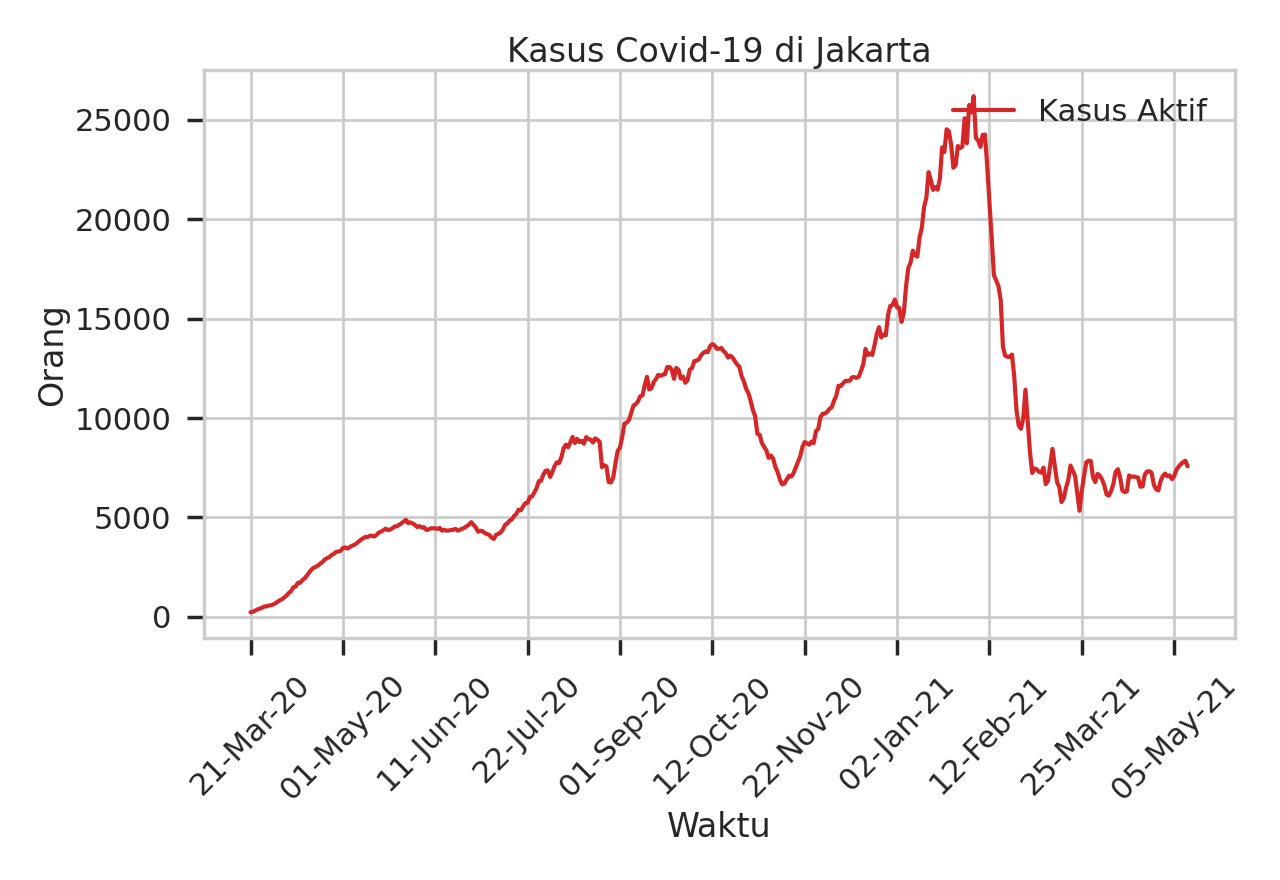 Kasus Covid-19 di Jakarta
Kasus Aktif
Orang
25000
20000
15000
10000
5000
0
21-Mar-20
01-May-20
11-Jun-20
22-Jul-20
01-Sep-20
12-Oct-20
22-Nov-20
02-Jan-21
12-Feb-21
25-Mar-21
05-May-21
Waktu